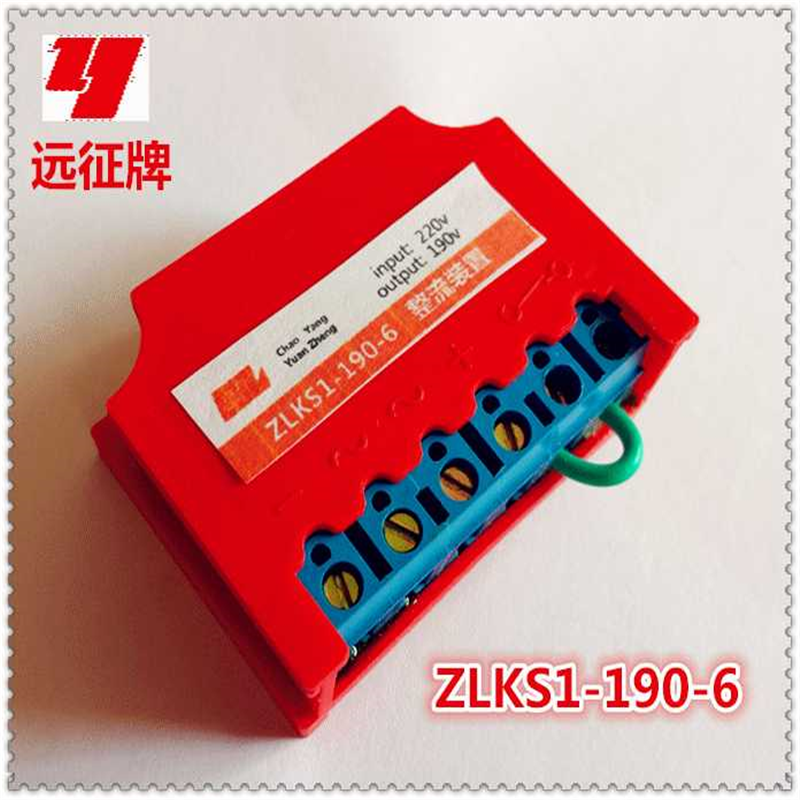 远征牌
input: 220v
output: 190v
Chao Yang
Yuan Zheng
ZLKS1-190-6 整流装置
- ~ ~ +
ZLKS1-190-6